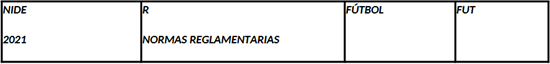 NIDE R FÚTBOL FUT
2021 NORMAS REGLAMENTARIAS